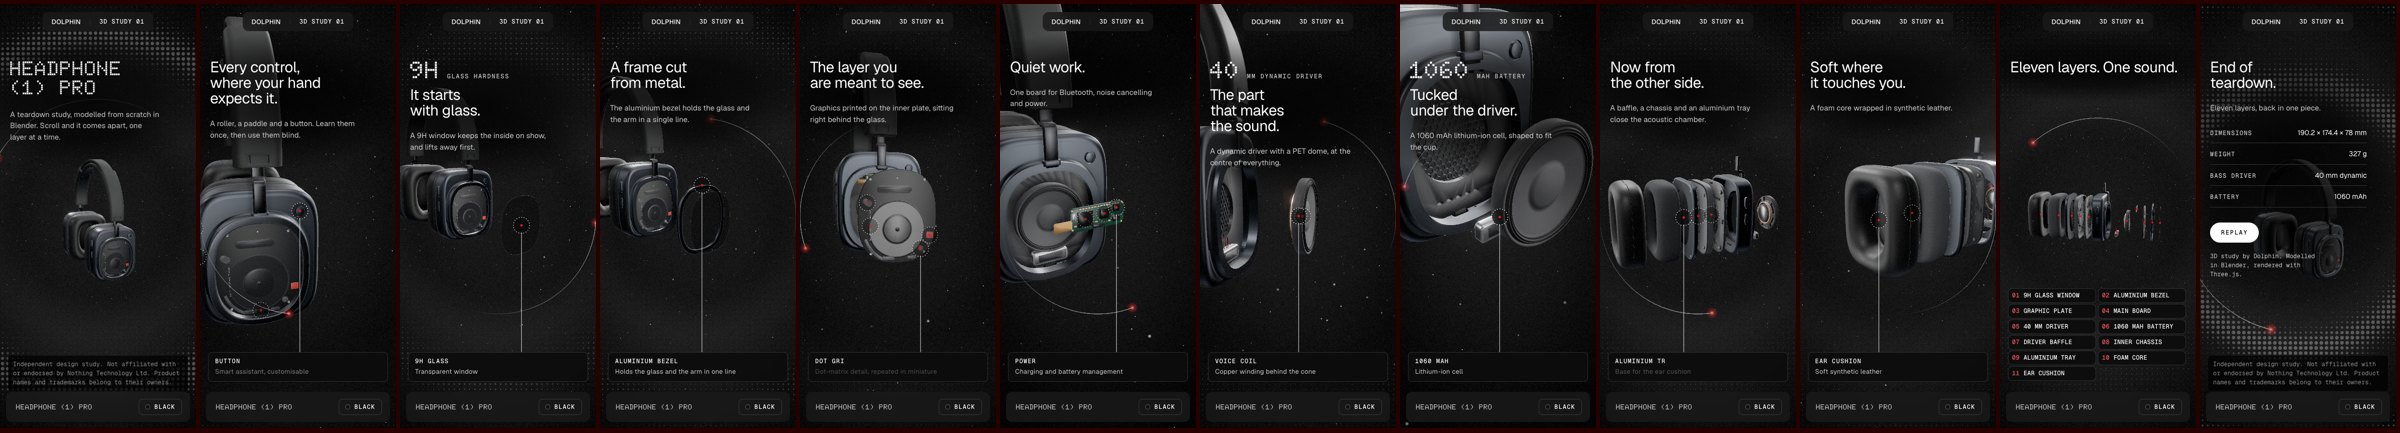 DOLPHIN 3D STUDY 01
HEADPHONE
(1) PRO
A teardown study, modelled from scratch in
Blender. Scroll and it comes apart, one
layer at a time.
Independent design study. Not affiliated with
or endorsed by Nothing Technology Ltd. Product
names and trademarks belong to their owners.
HEADPHONE (1) PRO
BLACK
DOLPHIN 3D STUDY 01
Every control,
where your hand
expects it.
A roller, a paddle and a button. Learn them
once, then use them blind.
BUTTON
Smart assistant, customisable
HEADPHONE (1) PRO
BLACK
DOLPHIN 3D STUDY 01
9H GLASS HARDNESS
It starts
with glass.
A 9H window keeps the inside on show,
and lifts away first.
9H GLASS
Transparent window
HEADPHONE (1) PRO
BLACK
DOLPHIN 3D STUDY 01
A frame cut
from metal.
The aluminium bezel holds the glass and
the arm in a single line.
ALUMINIUM BEZEL
Holds the glass and the arm in one line
HEADPHONE (1) PRO
BLACK
DOLPHIN 3D STUDY 01
The layer you
are meant to see.
Graphics printed on the inner plate, sitting
right behind the glass.
DOT GRI
Dot-matrix detail, repeated in miniature
HEADPHONE (1) PRO
BLACK
DOLPHIN 3D STUDY 01
Quiet work.
One board for Bluetooth, noise cancelling
and power.
POWER
Charging and battery management
HEADPHONE (1) PRO
BLACK
DOLPHIN 3D STUDY 01
40 MM DYNAMIC DRIVER
The part
that makes
the sound.
A dynamic driver with a PET dome, at the
centre of everything.
VOICE COIL
Copper winding behind the cone
HEADPHONE (1) PRO
BLACK
DOLPHIN 3D STUDY 01
1060 MAH BATTERY
Tucked
under the driver.
A 1060 mAh lithium-ion cell, shaped to fit
the cup.
1060 MAH
Lithium-ion cell
HEADPHONE (1) PRO
BLACK
DOLPHIN 3D STUDY 01
Now from
the other side.
A baffle, a chassis and an aluminium tray
close the acoustic chamber.
ALUMINIUM TR
Base for the ear cushion
HEADPHONE (1) PRO
BLACK
DOLPHIN 3D STUDY 01
Soft where
it touches you.
A foam core wrapped in synthetic leather.
EAR CUSHION
Soft synthetic leather
HEADPHONE (1) PRO
BLACK
DOLPHIN 3D STUDY 01
Eleven layers. One sound.
01 9H GLASS WINDOW
02 ALUMINIUM BEZEL
03 GRAPHIC PLATE
04 MAIN BOARD
05 40 MM DRIVER
06 1060 MAH BATTERY
07 DRIVER BAFFLE
08 INNER CHASSIS
09 ALUMINIUM TRAY
10 FOAM CORE
11 EAR CUSHION
HEADPHONE (1) PRO
BLACK
DOLPHIN 3D STUDY 01
End of
teardown.
Eleven layers, back in one piece.
DIMENSIONS 190.2 × 174.4 × 78 mm
WEIGHT 327 g
BASS DRIVER 40 mm dynamic
BATTERY 1060 mAh
REPLAY
3D study by Dolphin. Modelled
in Blender, rendered with
Three.js.
Independent design study. Not affiliated with
or endorsed by Nothing Technology Ltd. Product
names and trademarks belong to their owners.
HEADPHONE (1) PRO
BLACK